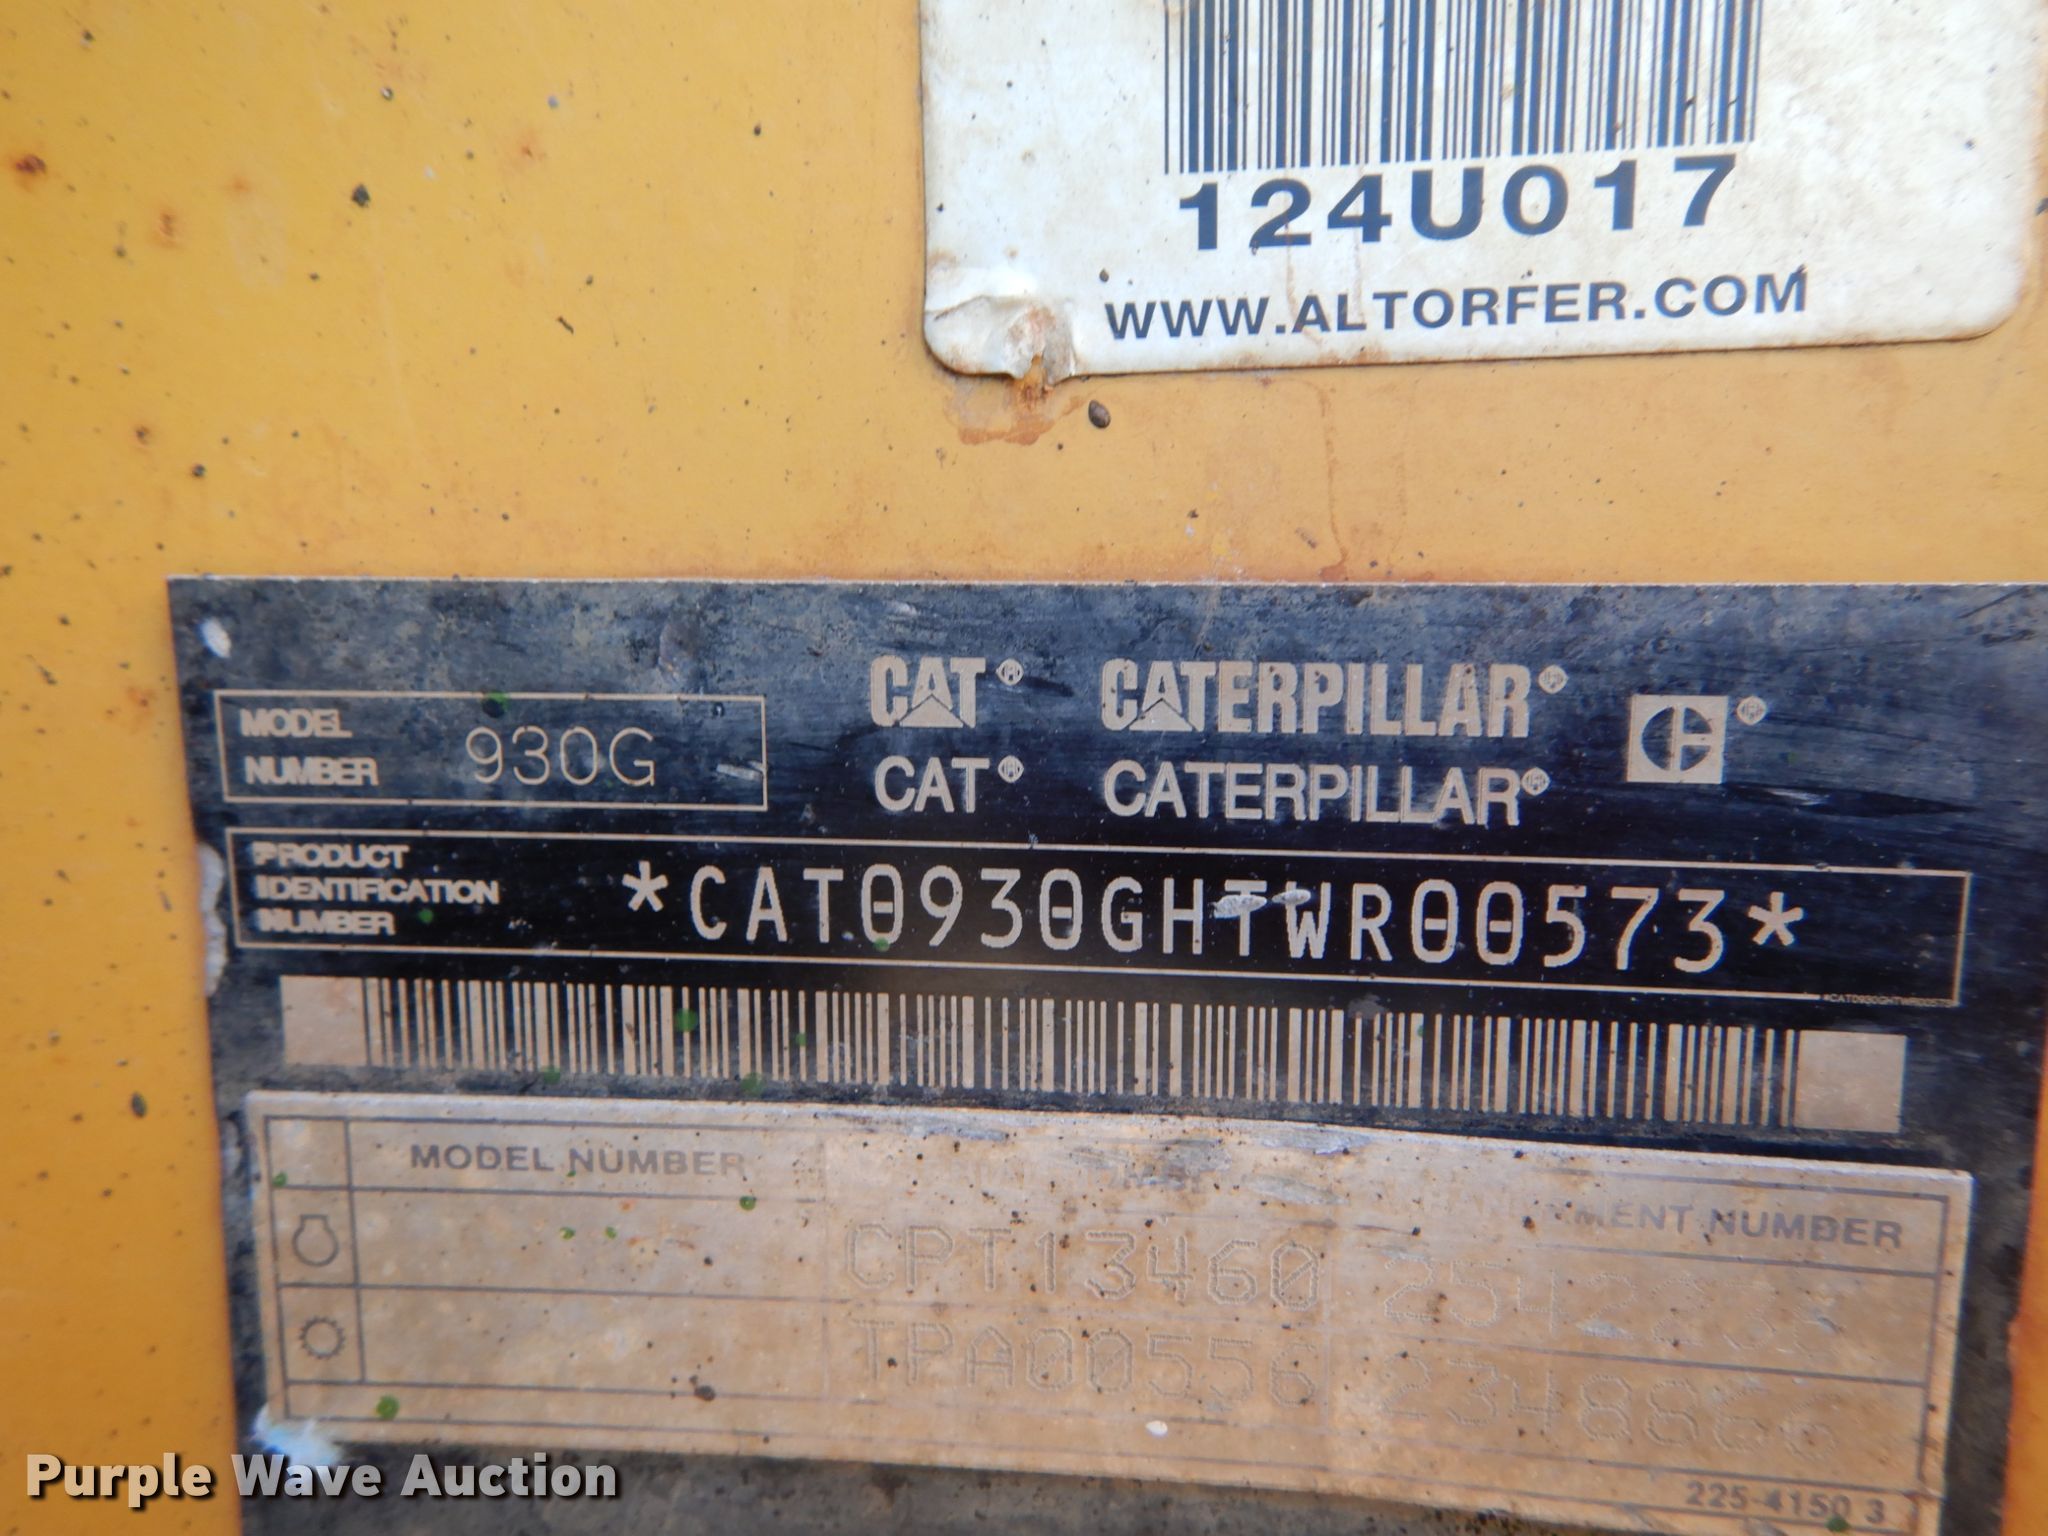 124U017
WWW.ALTORFER.COM
CAT® CATERPILLAR®
MODEL NUMBER 930G
CAT® CATERPILLAR®
PRODUCT IDENTIFICATION NUMBER *CAT0930GHTWR00573*
*CAT0930GHTWR00573*
MODEL NUMBER NUMBER
CPT13460
TPA00556
225-4150 3
Purple Wave Auction